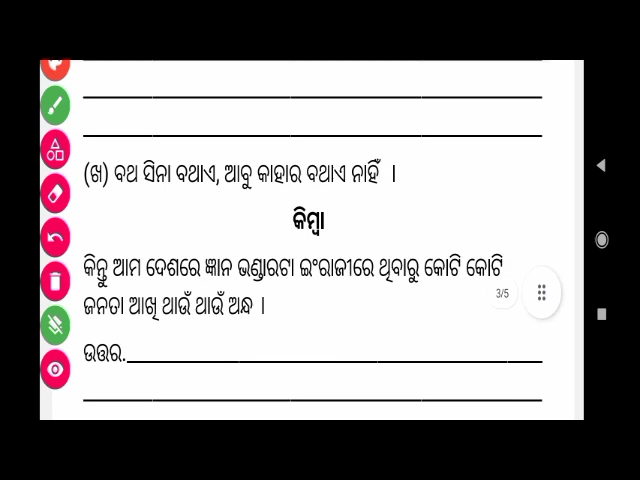 (ଖ) ବଥ ସିନା ବଥାଏ, ଆବୁ କାହାର ବଥାଏ ନାହିଁ ।
କିମ୍ବା
କିନ୍ତୁ ଆମ ଦେଶରେ ଜ୍ଞାନ ଭଣ୍ଡାରଟା ଇଂରାଜୀରେ ଥିବାରୁ କୋଟି କୋଟି
3/5
ଜନତା ଆଖି ଥାଉଁ ଥାଉଁ ଅନ୍ଧ ।
ଉତ୍ତର.